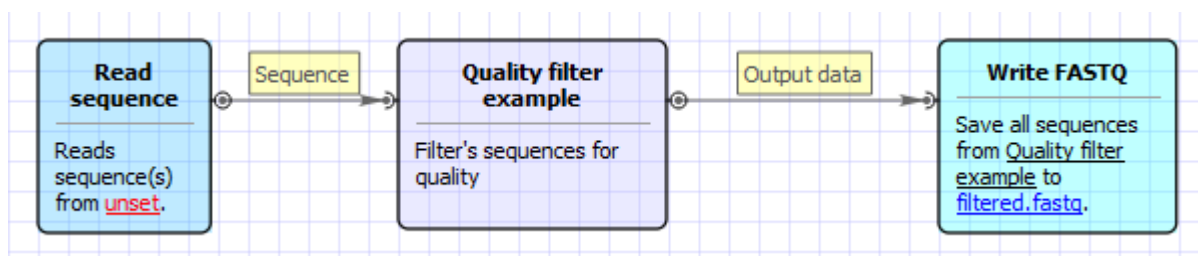 Read
sequence
Reads
sequence(s)
from unset.
Sequence
Quality filter
example
Filter's sequences for
quality
Output data
Write FASTQ
Save all sequences
from Quality filter
example to
filtered.fastq.